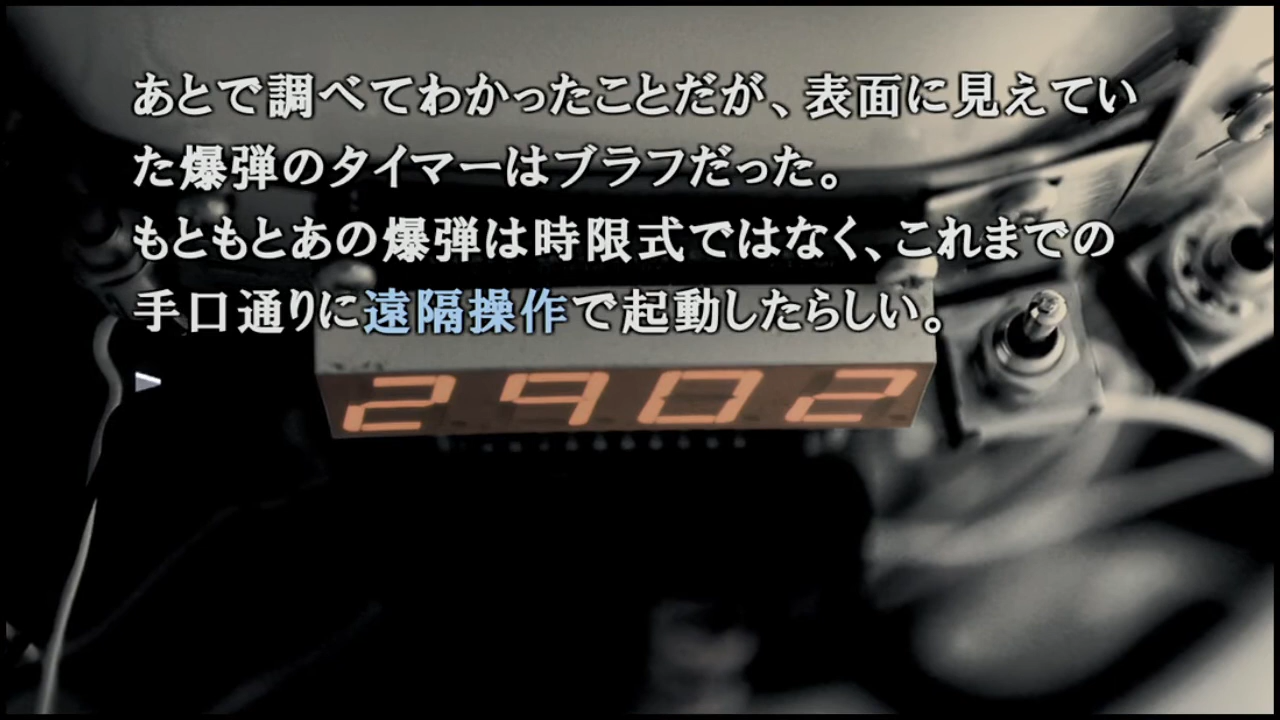 あとで調べてわかったことだが、表面に見えてい
た爆弾のタイマーはブラフだった。
もともとあの爆弾は時限式ではなく、これまでの
手口通りに遠隔操作で起動したらしい。
2902